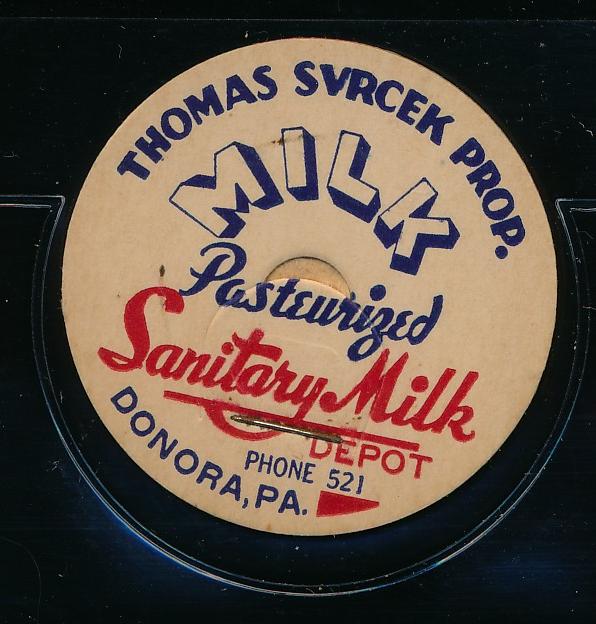 THOMAS SVRCEK PROP.
MILK
Pasteurized
Sanitary Milk
DEPOT
PHONE 521
DONORA, PA.